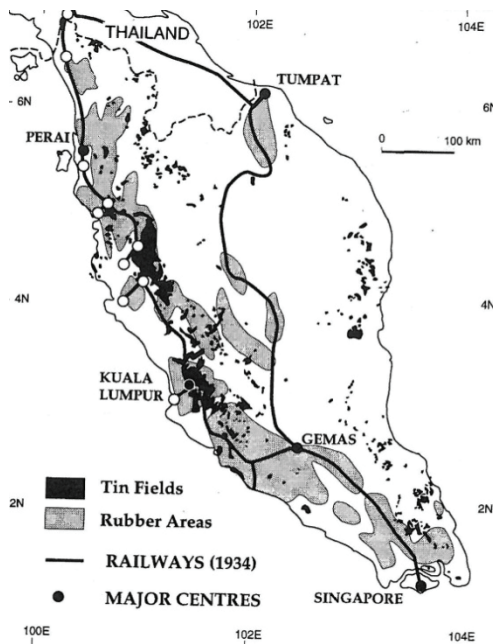 102E
104E
THAILAND
TUMPAT
6N
6N
PERAI
0
100 km
4N
4N
KUALA
LUMPUR
GEMAS
2N
2N
Tin Fields
Rubber Areas
RAILWAYS (1934)
MAJOR CENTRES
SINGAPORE
100E
102E
104E